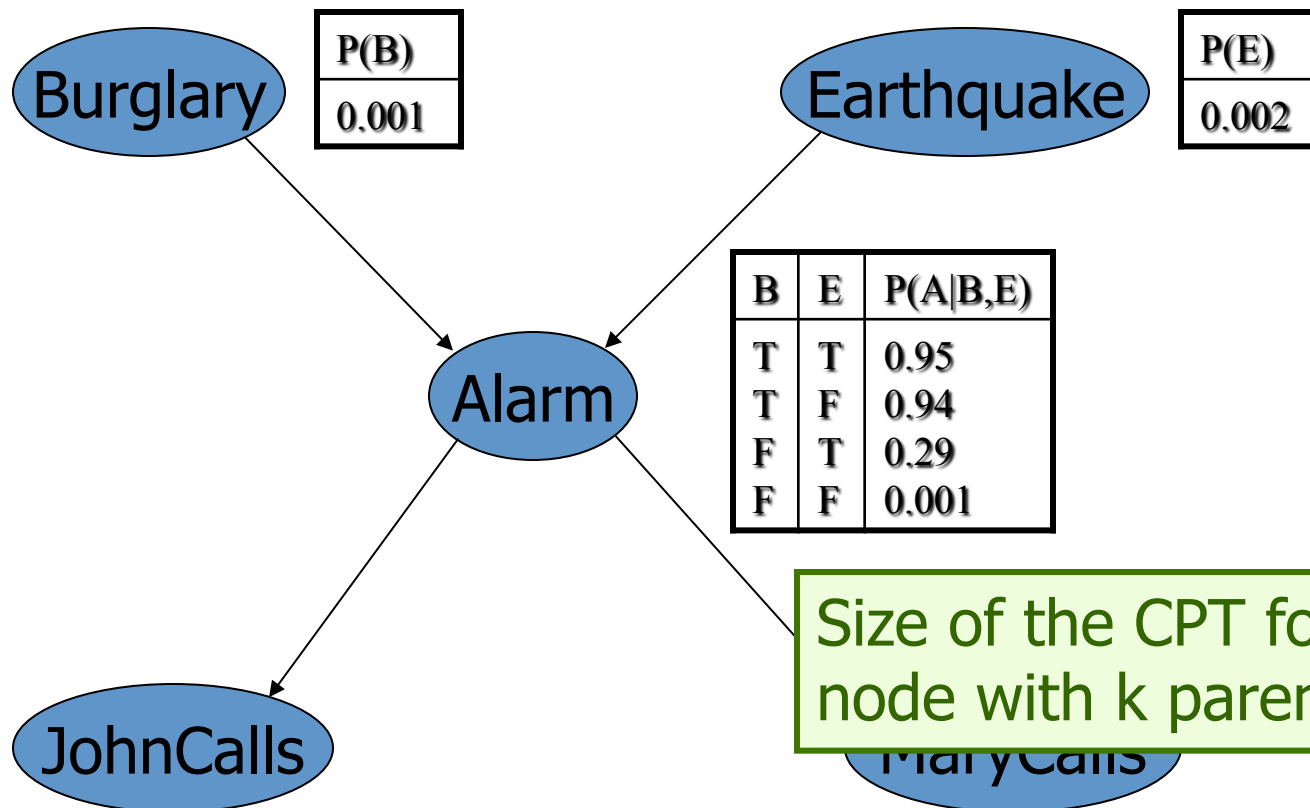 Burglary
P(B)
0.001
Earthquake
P(E)
0.002
B E P(A|B,E)
T T 0.95
T F 0.94
F T 0.29
F F 0.001
Alarm
Size of the CPT fo
node with k paren
JohnCalls
MaryCalls